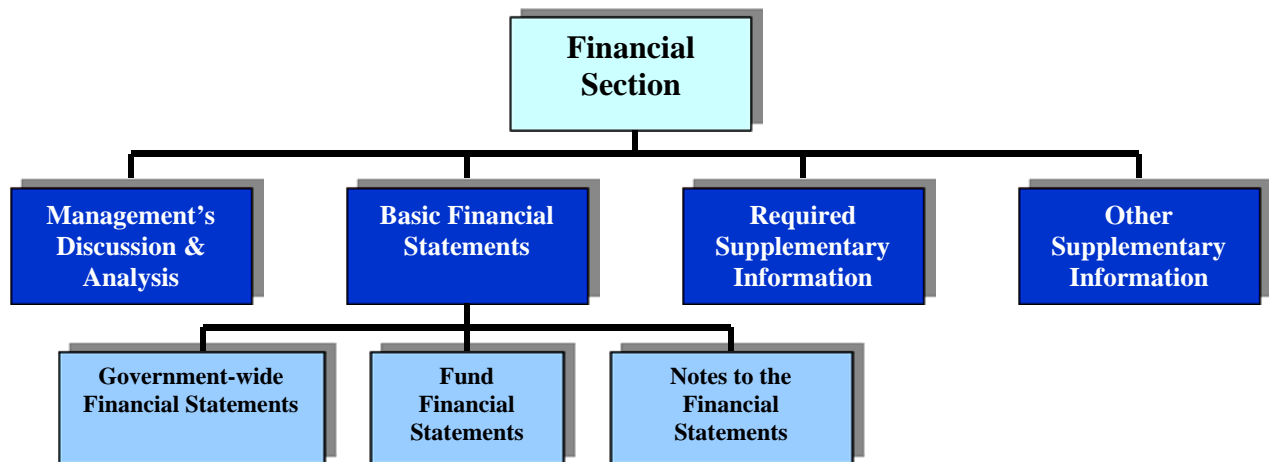 Financial
Section
Management’s
Discussion &
Analysis
Basic Financial
Statements
Required
Supplementary
Information
Other
Supplementary
Information
Government-wide
Financial Statements
Fund
Financial
Statements
Notes to the
Financial
Statements